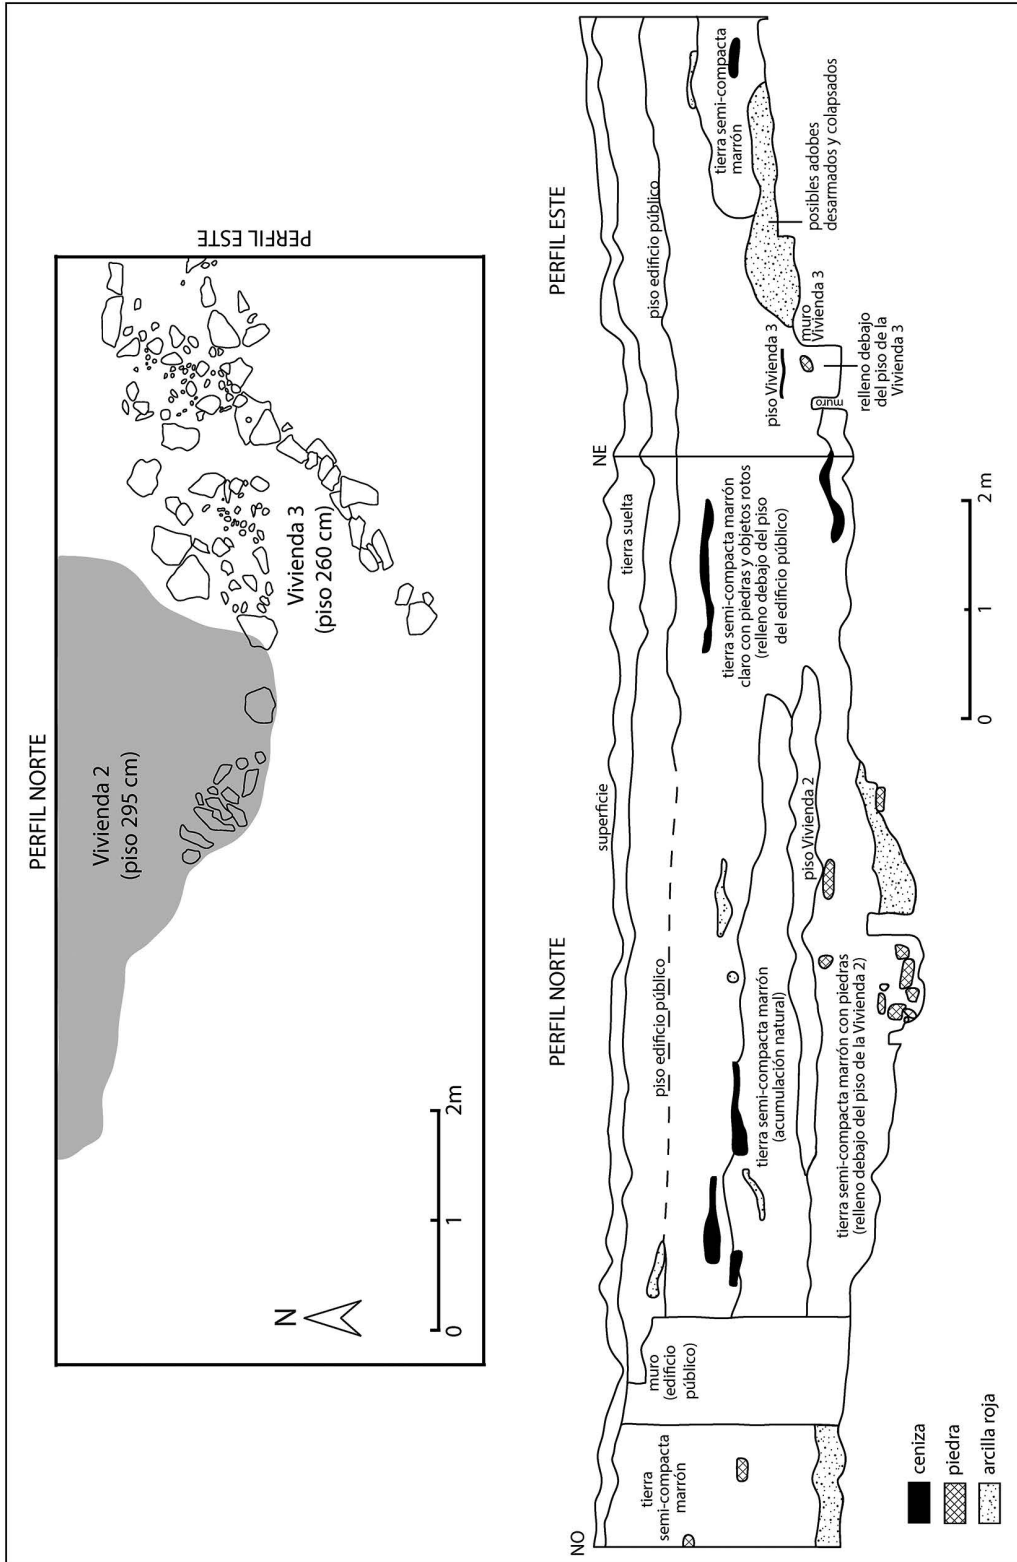 PERFIL NORTE
PERFIL ESTE
Vivienda 2
(piso 295 cm)
Vivienda 3
(piso 260 cm)
N
0
1
2m
PERFIL NORTE
PERFIL ESTE
NO
NE
superficie
tierra suelta
tierra
semi-compacta
marrón
muro
(edificio
público)
piso edificio público
tierra semi-compacta marrón
(acumulación natural)
tierra semi-compacta marrón con piedras
(relleno debajo del piso de la Vivienda 2)
piso Vivienda 2
tierra semi-compacta marrón
claro con piedras y objetos rotos
(relleno debajo del piso
del edificio público)
piso edificio público
tierra semi-compacta
marrón
piso Vivienda 3
muro
muro
Vivienda 3
relleno debajo
del piso de la
Vivienda 3
posibles adobes
desarmados y colapsados
0
1
2 m
ceniza
piedra
arcilla roja